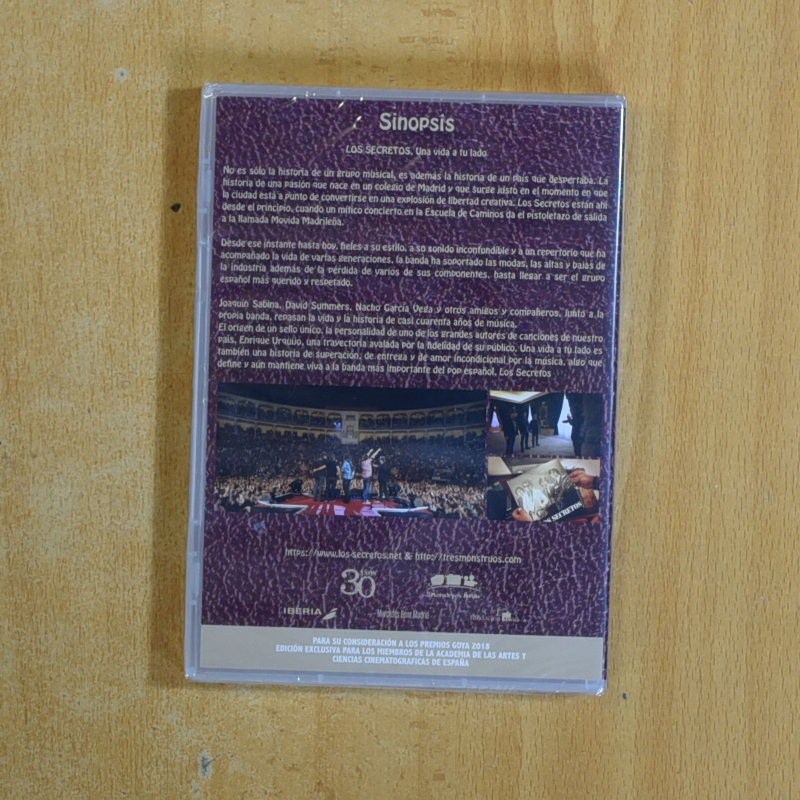 Sinopsis
LOS SECRETOS. Una vida a tu lado
No es sólo la historia de un grupo musical, es además la historia de un país que despertaba. La
historia de una pasión que nace en un colegio de Madrid y que surge justo en el momento en que
la ciudad está a punto de convertirse en una explosión de libertad creativa. Los Secretos están ahí
desde el principio, cuando un mítico concierto en la Escuela de Caminos da el pistoletazo de salida
a la llamada Movida Madrileña.
Desde ese instante hasta hoy, fieles a su estilo, a su sonido inconfundible y a un repertorio que ha
acompañado la vida de varias generaciones, la banda ha soportado las modas, las altas y bajas de
la industria además de la pérdida de varios de sus componentes, hasta llegar a ser el grupo
español más querido y respetado.
Joaquín Sabina, David Summers, Nacho García Vega y otros amigos y compañeros, junto a la
propia banda, repasan la vida y la historia de casi cuarenta años de música.
El origen de un sello único, la personalidad de uno de los grandes autores de canciones de nuestro
país, Enrique Urquijo, una trayectoria avalada por la fidelidad de su público. Una vida a tu lado es
también una historia de superación, de entrega y de amor incondicional por la música, algo que
define y aún mantiene viva a la banda más importante del pop español, Los Secretos
SECRETOS
https://www.los-secretos.net & http://tresmonstruos.com
30 AÑOS
IBERIA
Mercedes-Benz Madrid
PARA SU CONSIDERACIÓN A LOS PREMIOS GOYA 2018
EDICIÓN EXCLUSIVA PARA LOS MIEMBROS DE LA ACADEMIA DE LAS ARTES Y
CIENCIAS CINEMATOGRAFICAS DE ESPAÑA